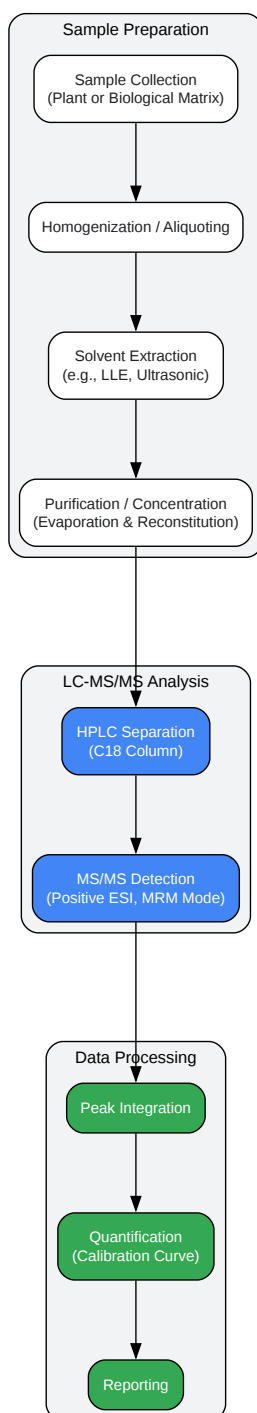 Sample Preparation
Sample Collection
(Plant or Biological Matrix)
Homogenization / Aliquoting
Solvent Extraction
(e.g., LLE, Ultrasonic)
Purification / Concentration
(Evaporation & Reconstitution)
LC-MS/MS Analysis
HPLC Separation
(C18 Column)
MS/MS Detection
(Positive ESI, MRM Mode)
Data Processing
Peak Integration
Quantification
(Calibration Curve)
Reporting